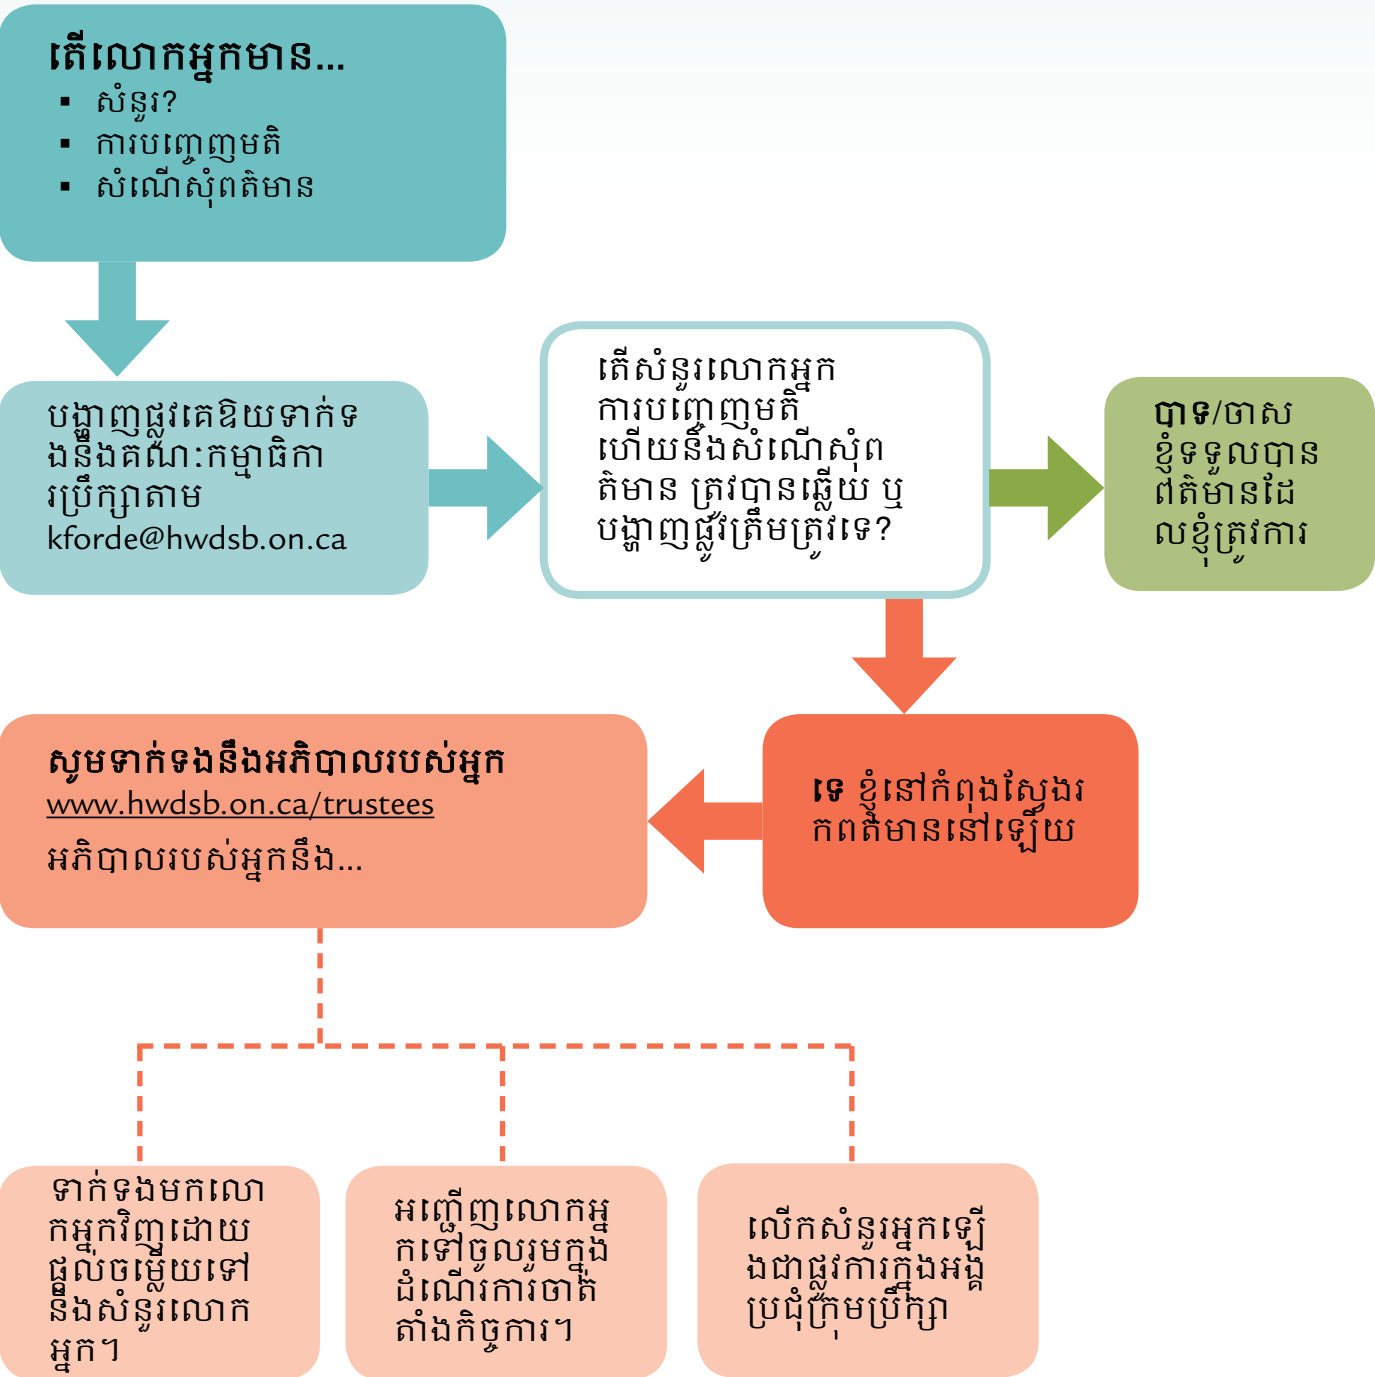 តើលោកអ្នកមាន...
▪ សំនួរ?
▪ ការបញ្ចេញមតិ
▪ សំណើសុំពត៌មាន
បង្ហាញផ្លូវគេឱយទាក់ទ
ងនឹងគណៈកម្មាធិកា
រប្រឹក្សាតាម
kforde@hwdsb.on.ca
តើសំនួរលោកអ្នក
ការបញ្ចេញមតិ
ហើយនិងសំណើសុំព
ត៌មាន ត្រូវបានឆ្លើយ ឬ
បង្ហាញផ្លូវត្រឹមត្រូវទេ?
បាទ/ចាស
ខ្ញុំទទួលបាន
ពត៌មានដែ
លខ្ញុំត្រូវការ
ទេ ខ្ញុំនៅកំពុងស្វែងរ
កពត៌មាននៅឡើយ
សូមទាក់ទងនឹងអភិបាលរបស់អ្នក
www.hwdsb.on.ca/trustees
អភិបាលរបស់អ្នកនឹង...
ទាក់ទងមកលោ
កអ្នកវិញដោយ
ផ្តល់ចម្លើយទៅ
នឹងសំនួរលោក
អ្នក។
អញ្ជើញលោកអ្ន
កទៅចូលរួមក្នុង
ដំណើរការចាត់
តាំងកិច្ចការ។
លើកសំនួរអ្នកឡើ
ងជាផ្លូវការក្នុងអង្គ
ប្រជុំក្រុមប្រឹក្សា